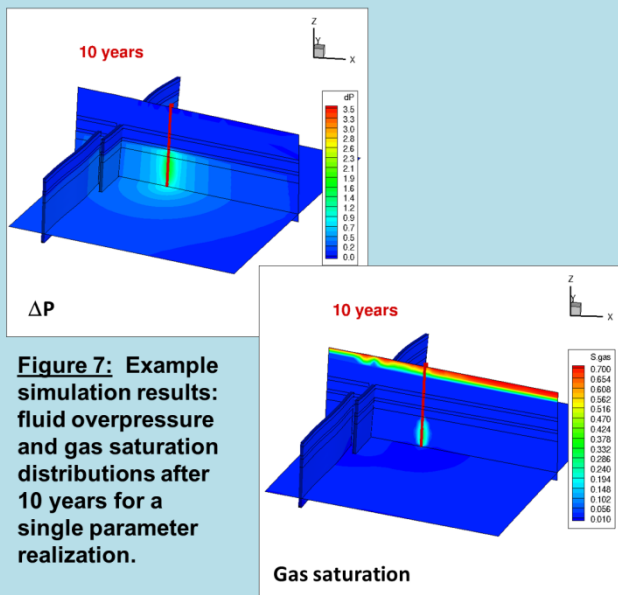 10 years
Z
Y
X
dP
3.5
3.3
3.0
2.8
2.6
2.3
2.1
1.9
1.6
1.4
1.2
0.9
0.7
0.5
0.2
0.0
ΔP
Figure 7: Example
simulation results:
fluid overpressure
and gas saturation
distributions after
10 years for a
single parameter
realization.
10 years
Z
Y
X
S.gas
0.700
0.654
0.608
0.562
0.516
0.470
0.424
0.378
0.332
0.286
0.240
0.194
0.148
0.102
0.056
0.010
Gas saturation